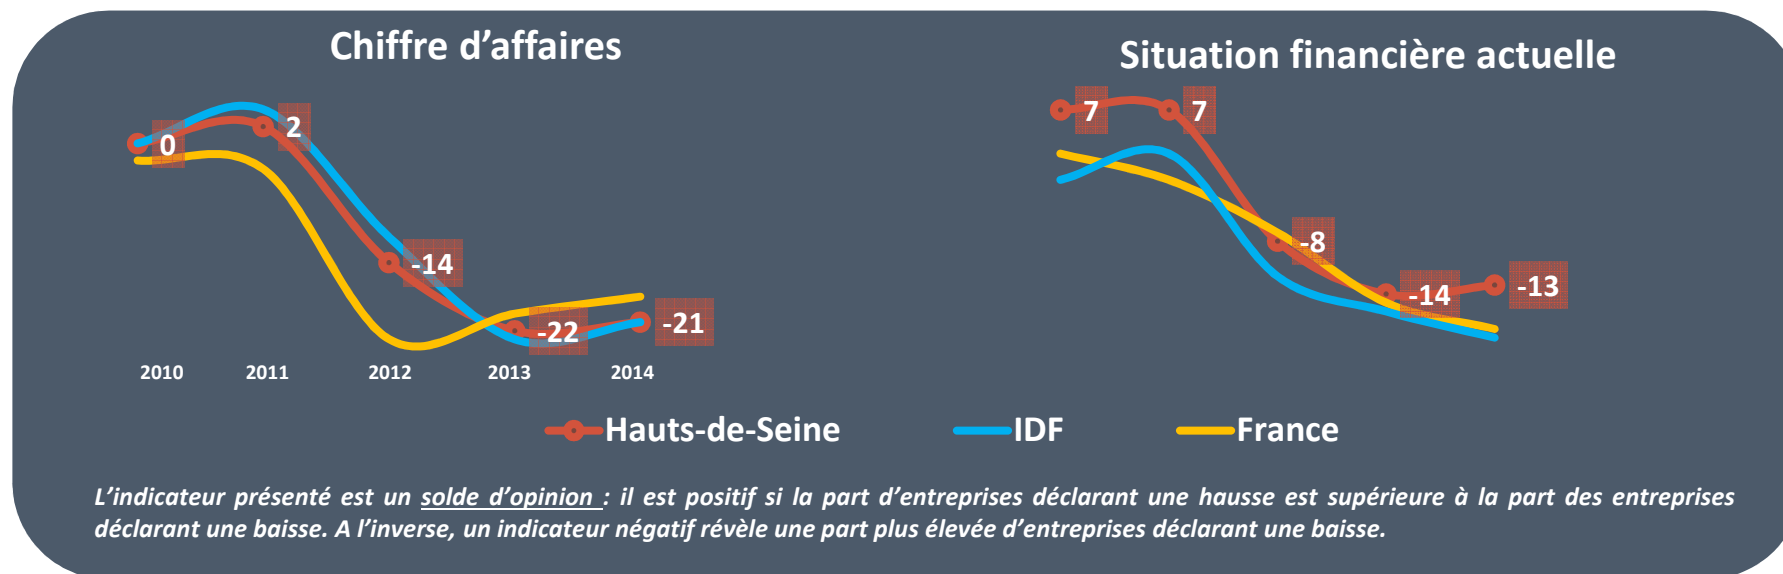 Chiffre d’affaires
0
2
-14
-22
-21
2010 2011 2012 2013 2014
Situation financière actuelle
7
7
-8
-14
-13
Hauts-de-Seine IDF France
L’indicateur présenté est un solde d’opinion : il est positif si la part d’entreprises déclarant une hausse est supérieure à la part des entreprises
déclarant une baisse. A l’inverse, un indicateur négatif révèle une part plus élevée d’entreprises déclarant une baisse.